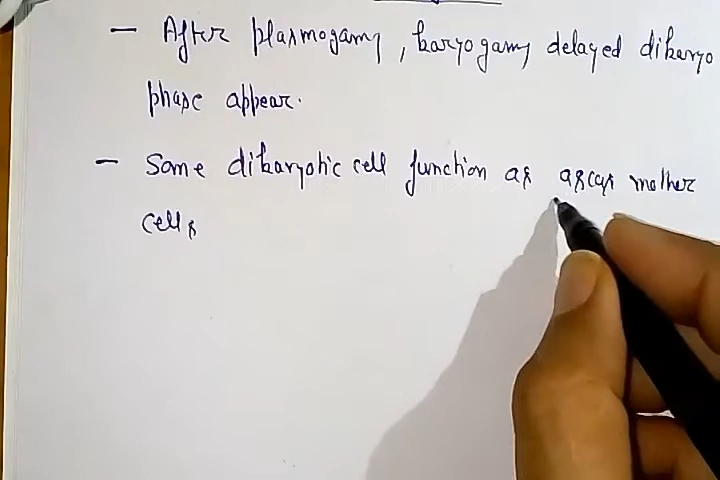 - After plasmogamy, karyogamy delayed dikaryo
phase appear.
- Some dikaryotic cell function as ascus mother
cells